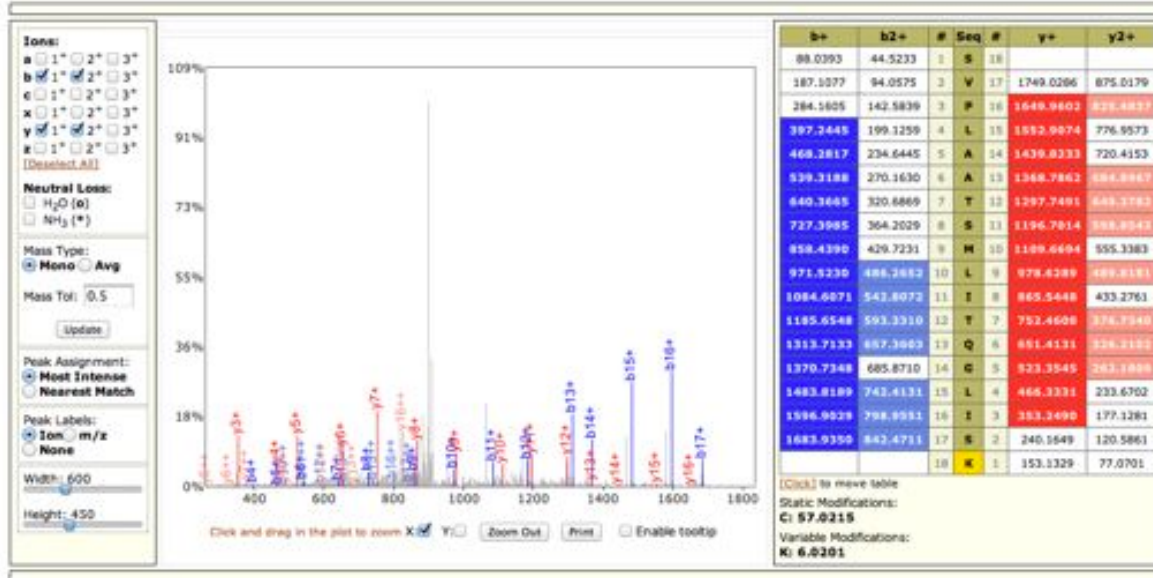 Ions:
a 1+ 2+ 3+
b 1+ 2+ 3+
c 1+ 2+ 3+
x 1+ 2+ 3+
y 1+ 2+ 3+
z 1+ 2+ 3+
[Deselect All]
Neutral Loss:
H2O (o)
NH3 (*)
Mass Type:
Mono Avg
Mass Tol: 0.5
Update
Peak Assignment:
Most Intense
Nearest Match
Peak Labels:
Ion m/z
None
Width: 600
Height: 450
109%
91%
73%
55%
36%
18%
0%
y3+ b4+ y5+ y7+ y8+ b11+ y10+ y12+ b13+ y13+ b14+ y14+ b15+ y15+ b16+ y16+ b17+
400 600 800 1000 1200 1400 1600 1800
Click and drag in the plot to zoom X: Y: Zoom Out Print Enable tooltip
b+ b2+ # Seq # y+ y2+
88.0393 44.5233 1 S 18
187.1077 94.0575 2 V 17 1749.0286 875.0179
284.1605 142.5839 3 P 16 1649.9602
397.2445 199.1259 4 L 15 1552.9074 776.9573
468.2817 234.6445 5 A 14 1439.8233 720.4153
539.3188 270.1630 6 A 13 1368.7862
640.3665 320.6869 7 T 12 1297.7491
727.3985 364.2029 8 S 11 1196.7014
858.4390 429.7231 9 M 10 1109.6694 555.3383
971.5230 486.2652 10 L 9 978.6289
1084.6071 542.8072 11 I 8 865.5448 433.2761
1185.6548 593.3310 12 T 7 752.4608
1313.7133 657.3603 13 Q 6 651.4131
1370.7348 685.8710 14 G 5 523.3545
1483.8189 742.4131 15 L 4 466.3331 233.6702
1596.9029 798.9551 16 I 3 353.2490 177.1281
1683.9350 842.4711 17 S 2 240.1649 120.5861
18 K 1 153.1329 77.0701
[Click] to move table
Static Modifications:
C: 57.0215
Variable Modifications:
K: 6.0201